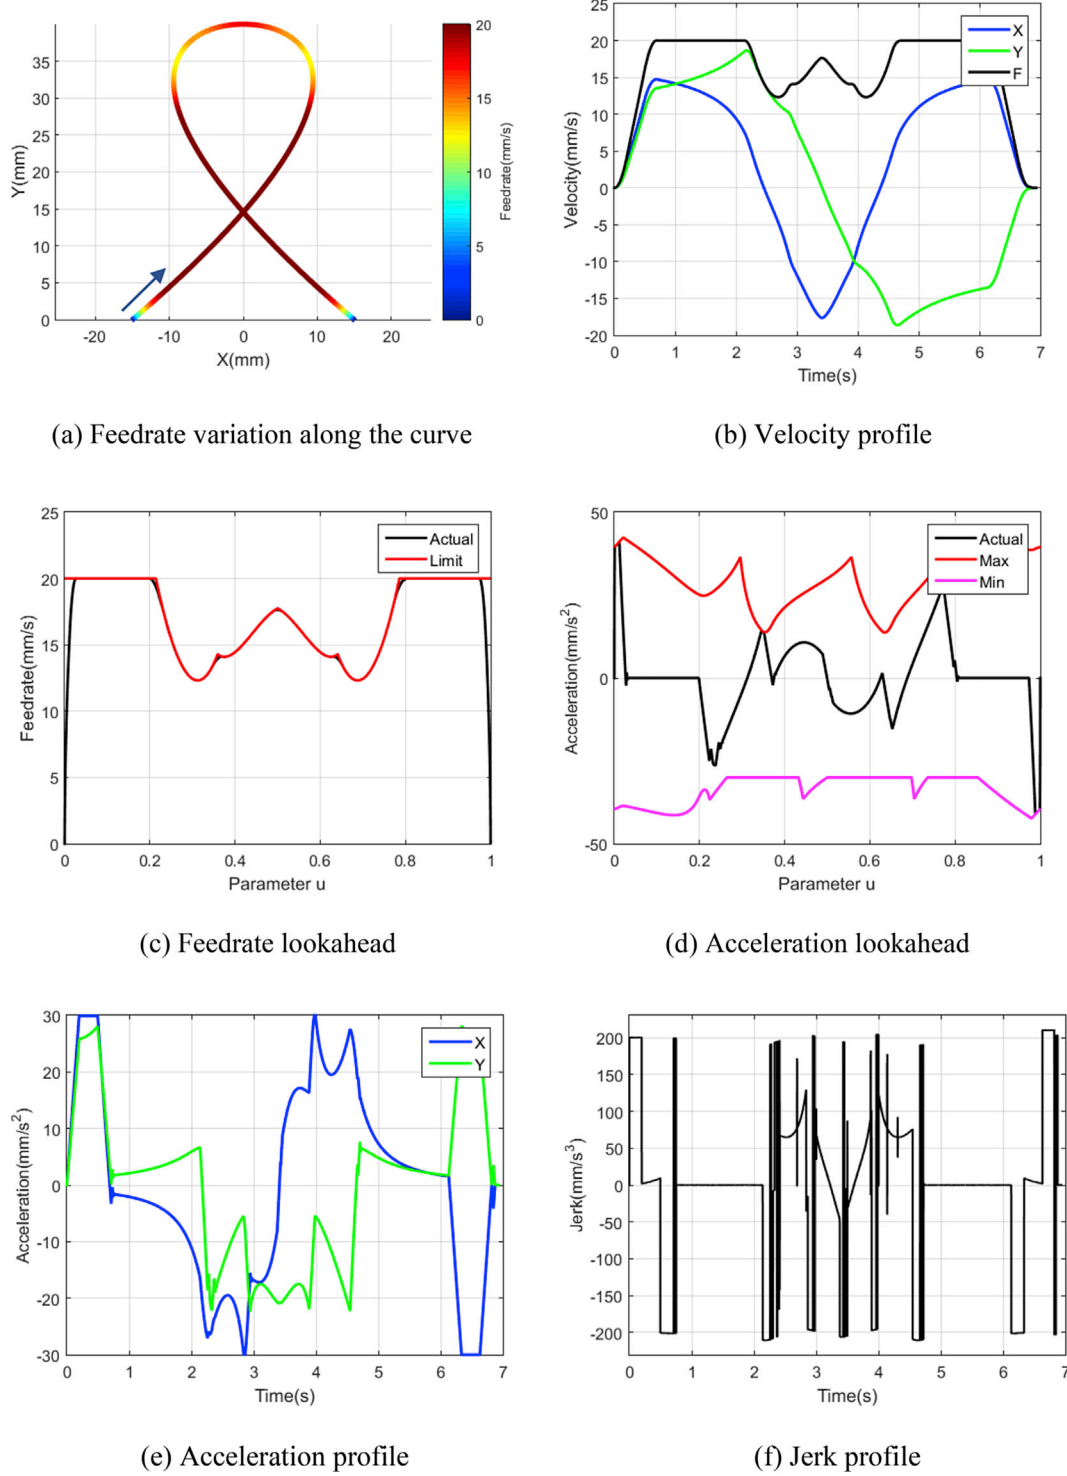 35
30
25
20
15
10
5
0
Y(mm)
-20 -10 0 10 20
X(mm)
20
15
10
5
0
Feedrate(mm/s)
(a) Feedrate variation along the curve
25
20
15
10
5
0
-5
-10
-15
-20
Velocity(mm/s)
X
Y
F
0 1 2 3 4 5 6 7
Time(s)
(b) Velocity profile
25
20
15
10
5
0
Feedrate(mm/s)
Actual
Limit
0 0.2 0.4 0.6 0.8 1
Parameter u
(c) Feedrate lookahead
50
0
-50
Acceleration(mm/s²)
Actual
Max
Min
0 0.2 0.4 0.6 0.8 1
Parameter u
(d) Acceleration lookahead
30
20
10
0
-10
-20
-30
Acceleration(mm/s²)
X
Y
0 1 2 3 4 5 6 7
Time(s)
(e) Acceleration profile
200
150
100
50
0
-50
-100
-150
-200
Jerk(mm/s³)
0 1 2 3 4 5 6 7
Time(s)
(f) Jerk profile